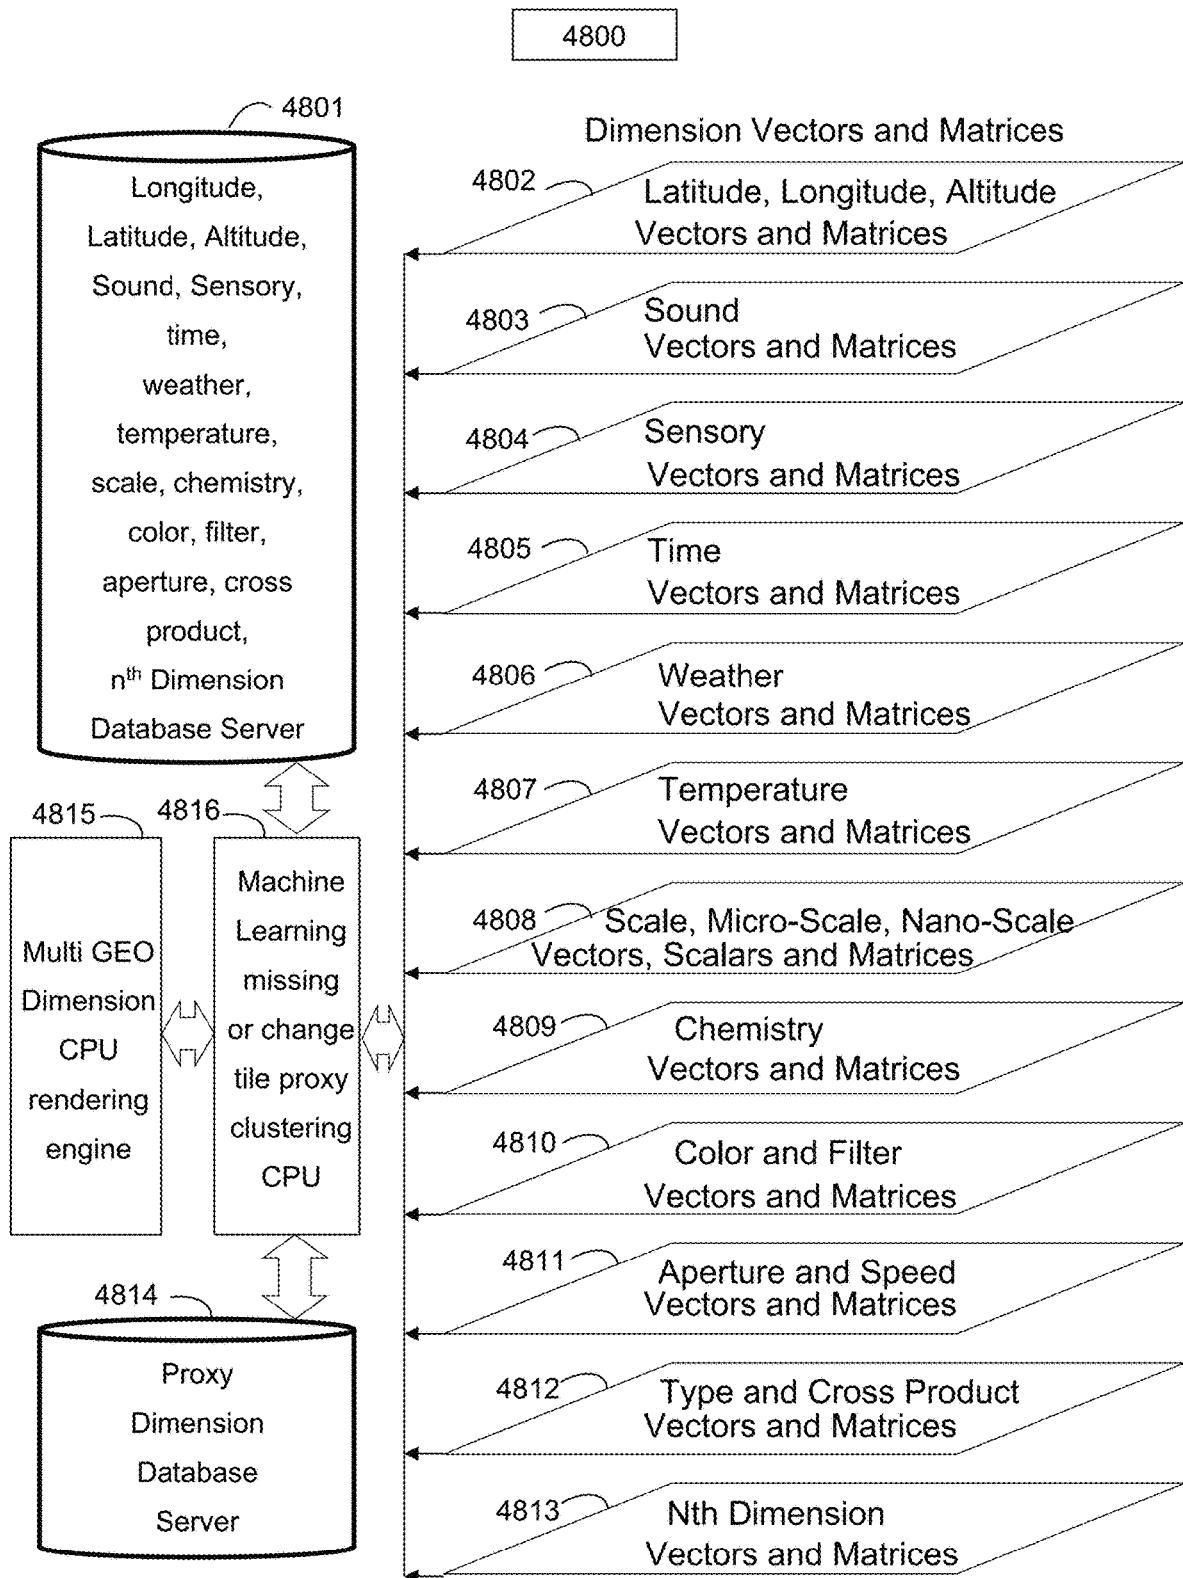 4800
4801
Longitude,
Latitude, Altitude,
Sound, Sensory,
time,
weather,
temperature,
scale, chemistry,
color, filter,
aperture, cross
product,
nth Dimension
Database Server
Dimension Vectors and Matrices
4802
Latitude, Longitude, Altitude
Vectors and Matrices
4803
Sound
Vectors and Matrices
4804
Sensory
Vectors and Matrices
4805
Time
Vectors and Matrices
4806
Weather
Vectors and Matrices
4807
Temperature
Vectors and Matrices
4808
Scale, Micro-Scale, Nano-Scale
Vectors, Scalars and Matrices
4809
Chemistry
Vectors and Matrices
4810
Color and Filter
Vectors and Matrices
4811
Aperture and Speed
Vectors and Matrices
4812
Type and Cross Product
Vectors and Matrices
4813
Nth Dimension
Vectors and Matrices
4815
Multi GEO
Dimension
CPU
rendering
engine
4816
Machine
Learning
missing
or change
tile proxy
clustering
CPU
4814
Proxy
Dimension
Database
Server